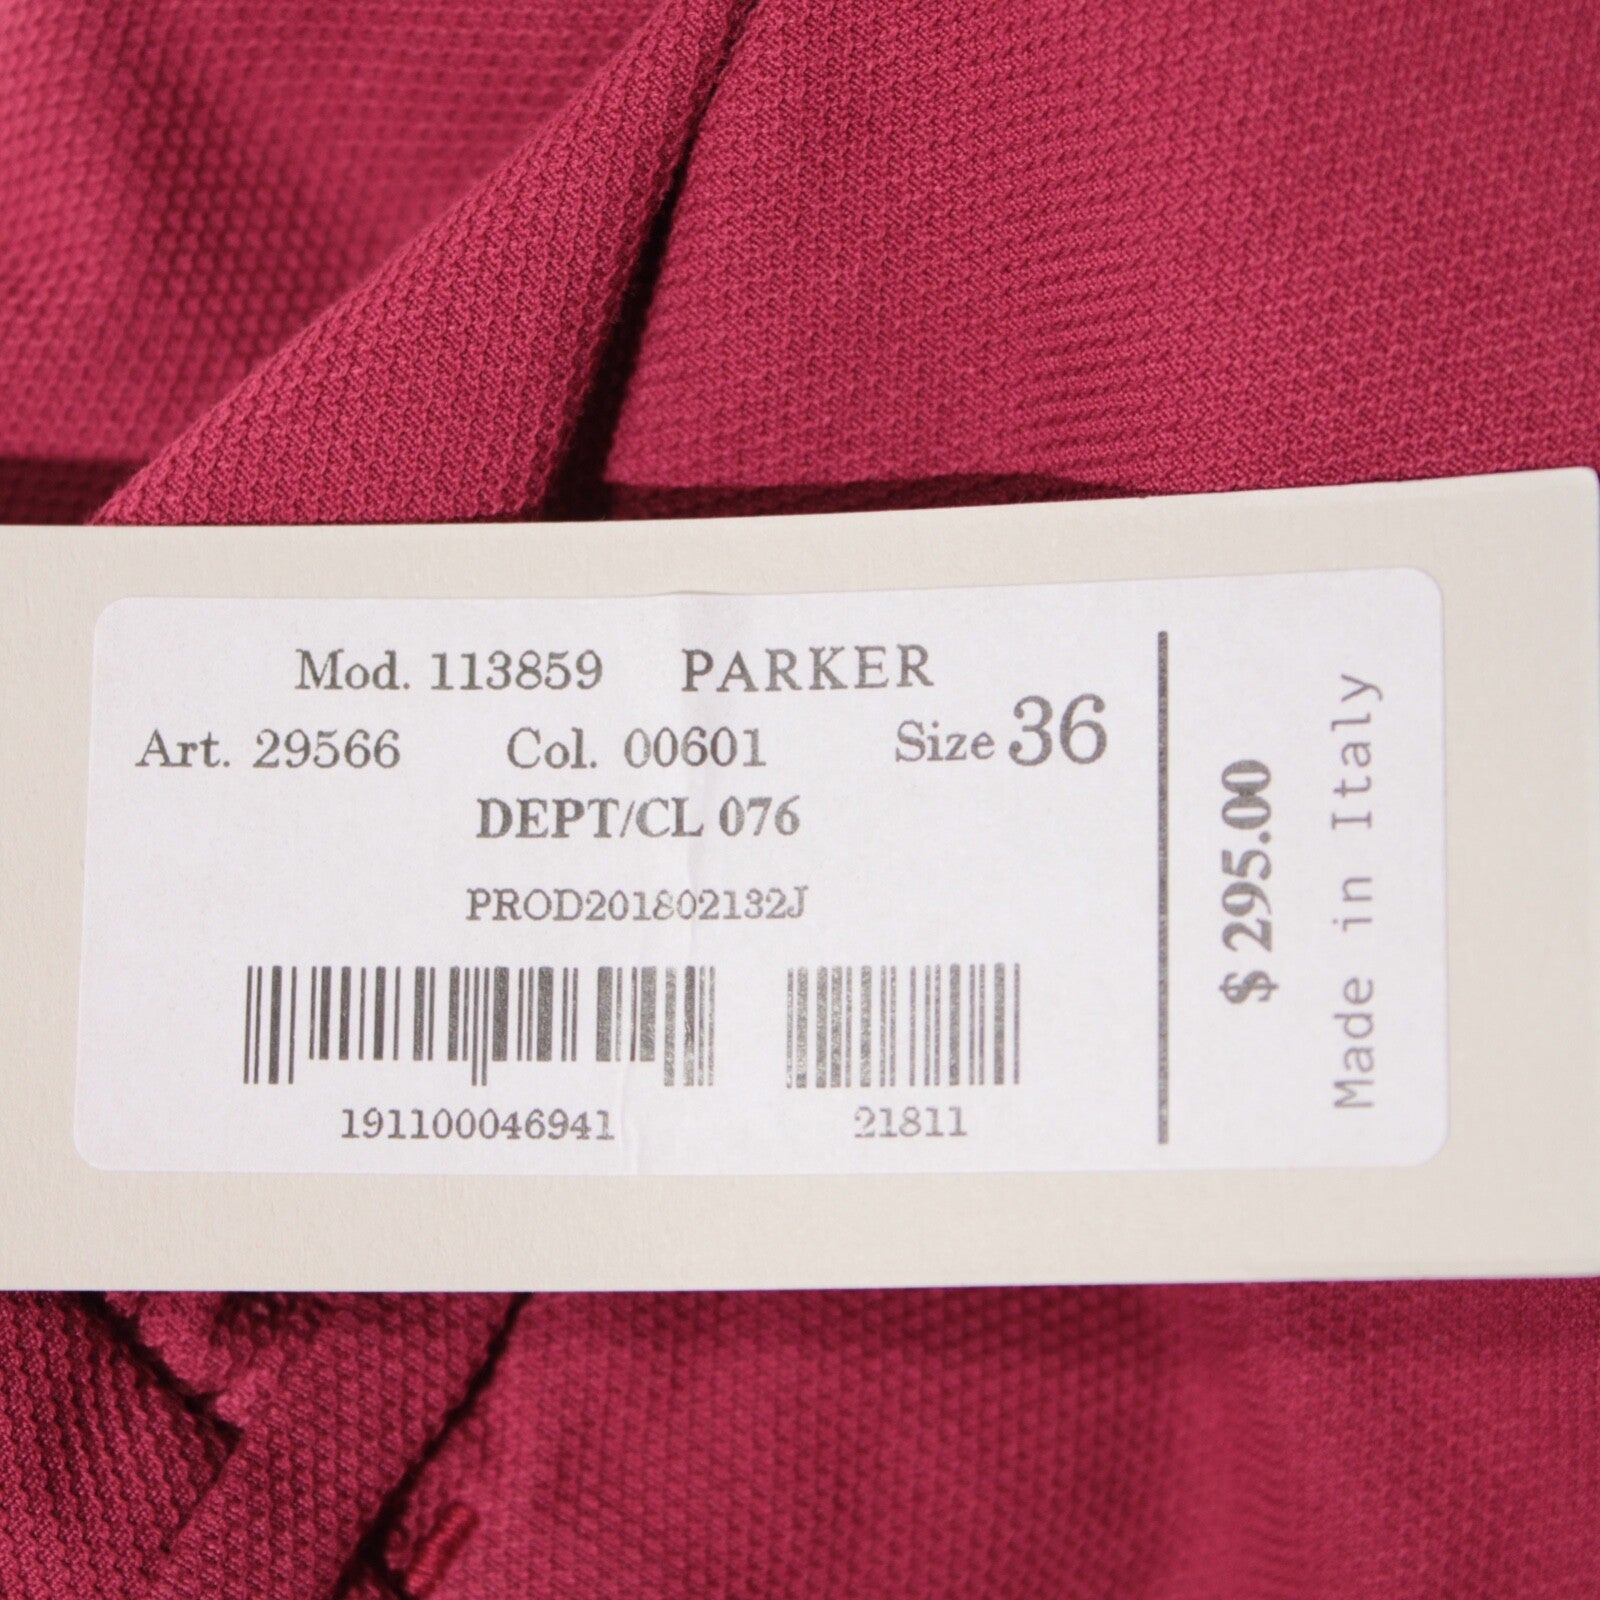 Mod. 113859 PARKER
Art. 29566 Col. 00601 Size 36
DEPT/CL 076
PROD201802132J
191100046941 21811
$ 295.00
Made in Italy